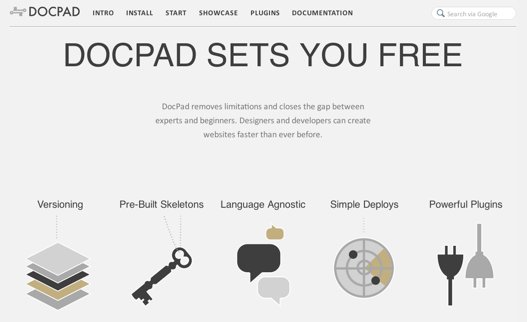 DOCPAD INTRO INSTALL START SHOWCASE PLUGINS DOCUMENTATION Search via Google
DOCPAD SETS YOU FREE
DocPad removes limitations and closes the gap between
experts and beginners. Designers and developers can create
websites faster than ever before.
Versioning Pre-Built Skeletons Language Agnostic Simple Deploys Powerful Plugins